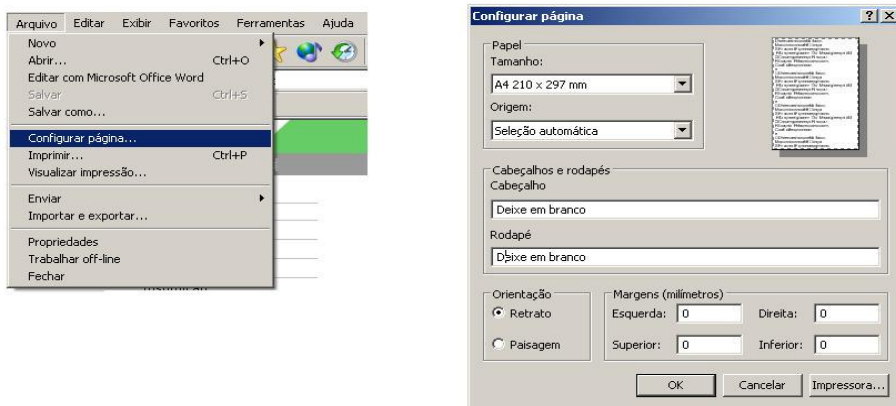 Arquivo Editar Exibir Favoritos Ferramentas Ajuda
Novo
Abrir... Ctrl+O
Editar com Microsoft Office Word
Salvar Ctrl+S
Salvar como...
Configurar página...
Imprimir... Ctrl+P
Visualizar impressão...
Enviar
Importar e exportar...
Propriedades
Trabalhar off-line
Fechar
Configurar página
Papel
Tamanho:
A4 210 x 297 mm
Origem:
Seleção automática
Cabeçalhos e rodapés
Cabeçalho
Deixe em branco
Rodapé
Deixe em branco
Orientação
Retrato
Paisagem
Margens (milímetros)
Esquerda: 0 Direita: 0
Superior: 0 Inferior: 0
OK Cancelar Impressora...